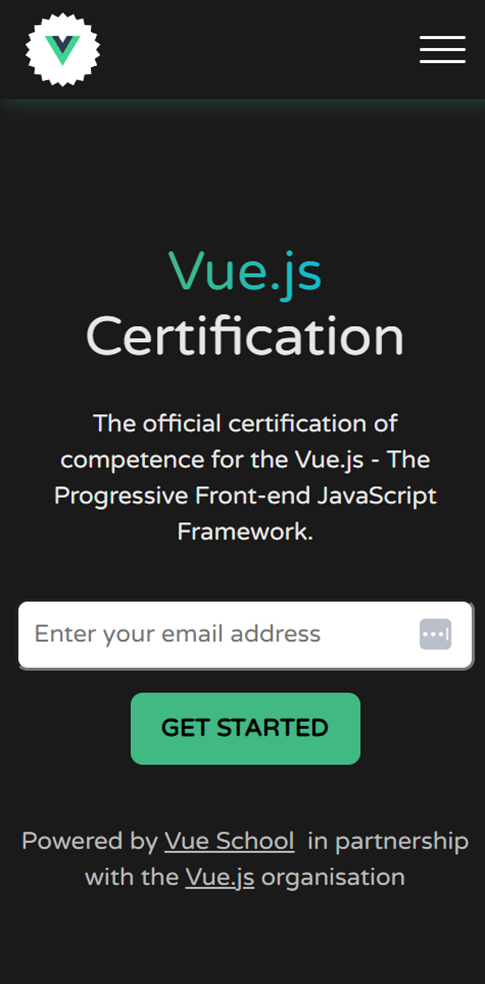 Vue.js
Certification
The official certification of
competence for the Vue.js - The
Progressive Front-end JavaScript
Framework.
Enter your email address
GET STARTED
Powered by Vue School in partnership
with the Vue.js organisation